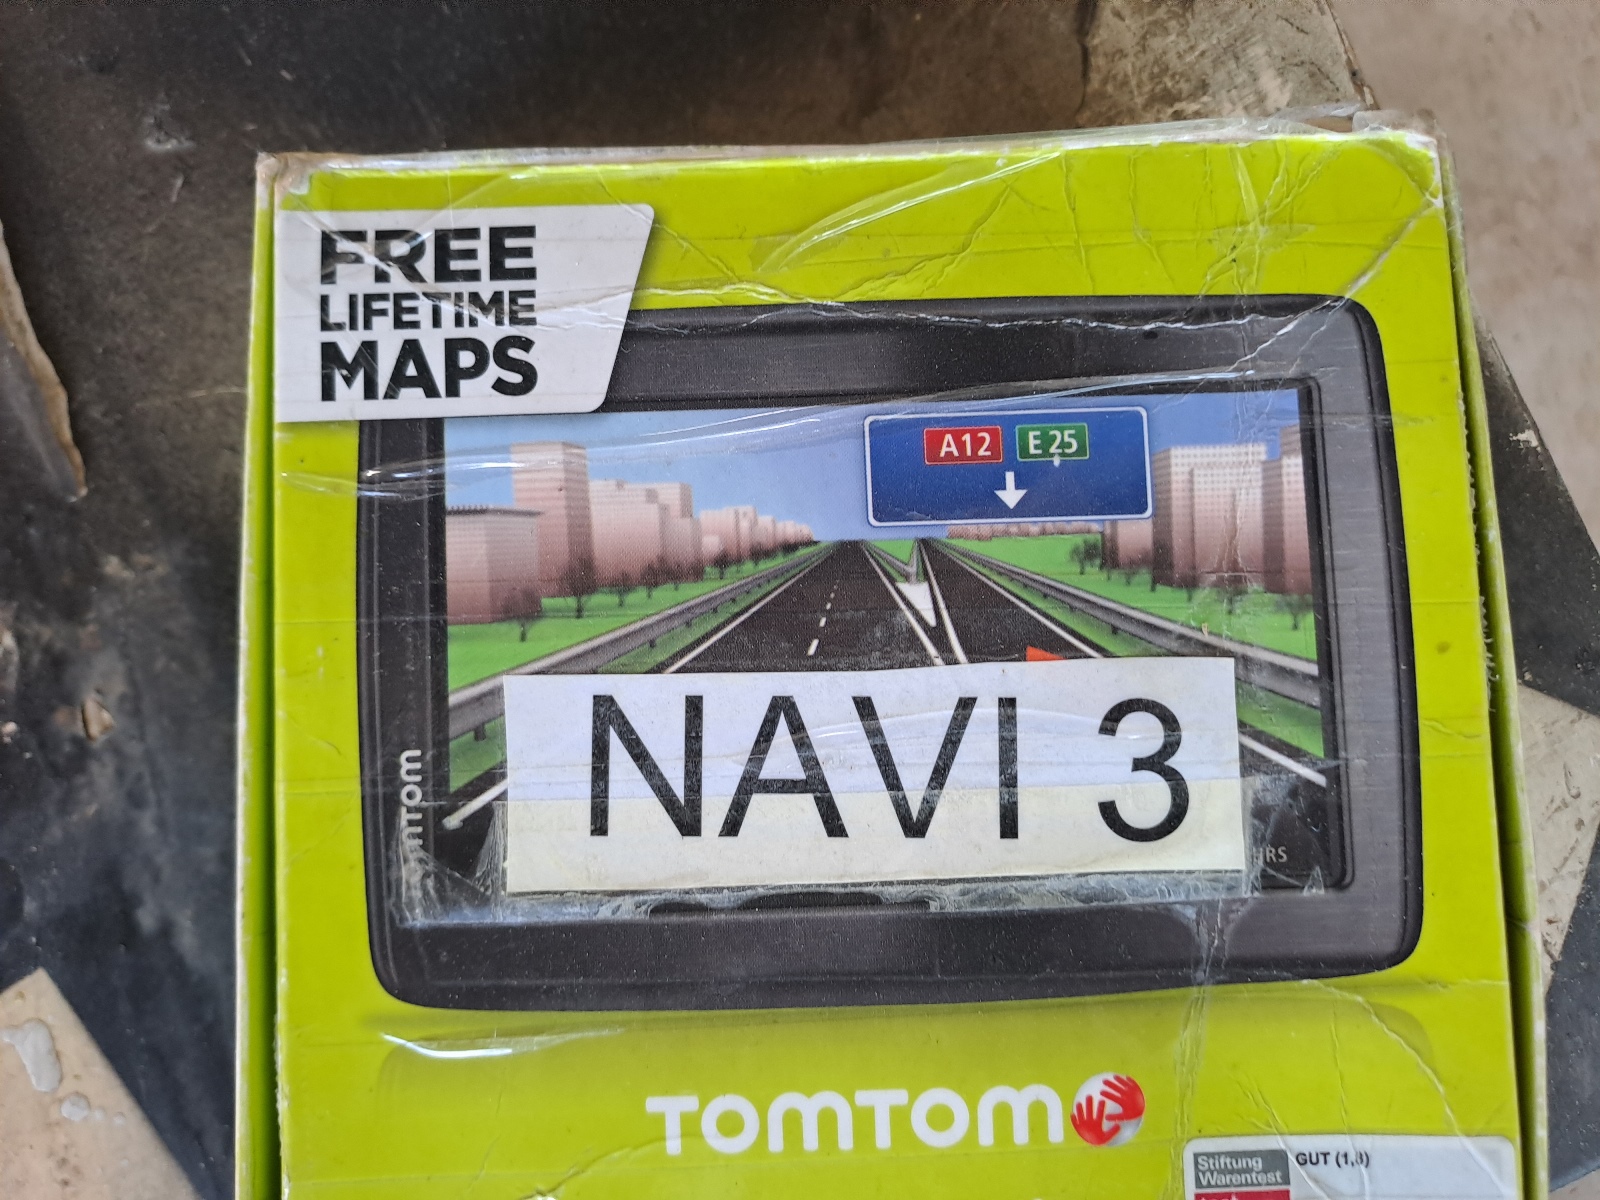 FREE
LIFETIME
MAPS
A12 E 25
NAVI 3
TOMTOM
Stiftung
Warentest
GUT (1,8)